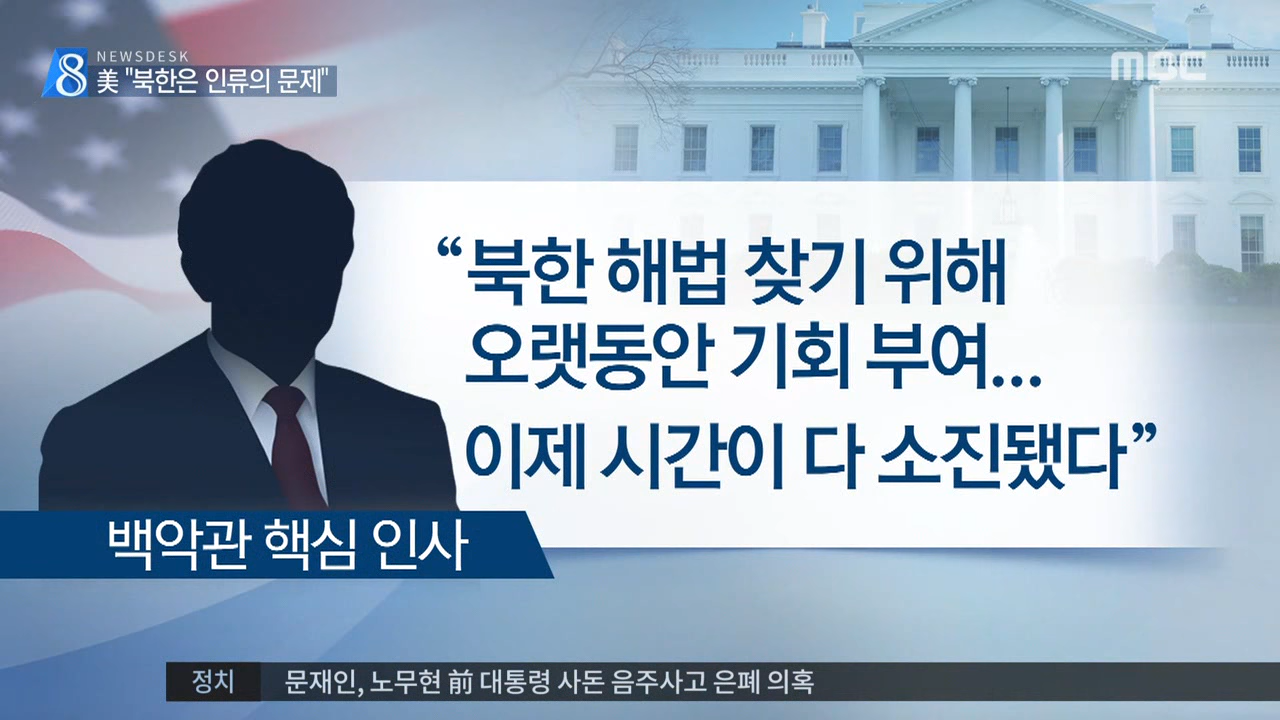 NEWSDESK
8 美 "북한은 인류의 문제"
mbc
“북한 해법 찾기 위해
오랫동안 기회 부여...
이제 시간이 다 소진됐다”
백악관 핵심 인사
정치 문재인, 노무현 前 대통령 사돈 음주사고 은폐 의혹